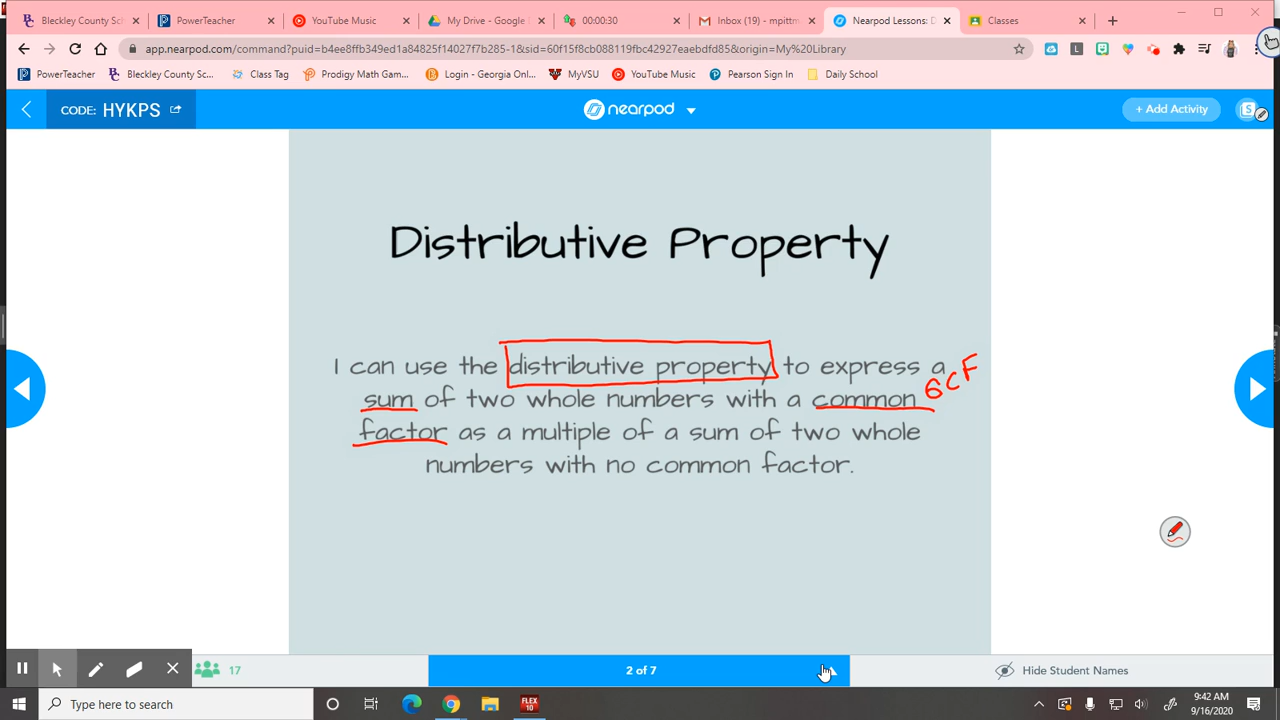 Bleckley County Sch
PowerTeacher
YouTube Music
My Drive - Google
00:00:30
Inbox (19) - mpittm
Nearpod Lessons: D
Classes
app.nearpod.com/command?puid=b4ee8ffb349ed1a84825f14027f7b285-1&sid=60f15f8cb088119fbc42927eaebdfd85&origin=My%20Library
PowerTeacher
Bleckley County Sc...
Class Tag
Prodigy Math Gam...
Login - Georgia Onl...
MyVSU
YouTube Music
Pearson Sign In
Daily School
CODE: HYKPS
nearpod
+ Add Activity
S
Distributive Property
I can use the distributive property to express a
GCF
sum of two whole numbers with a common
factor as a multiple of a sum of two whole
numbers with no common factor.
17
2 of 7
Hide Student Names
Type here to search
FLEX
10
9:42 AM
9/16/2020